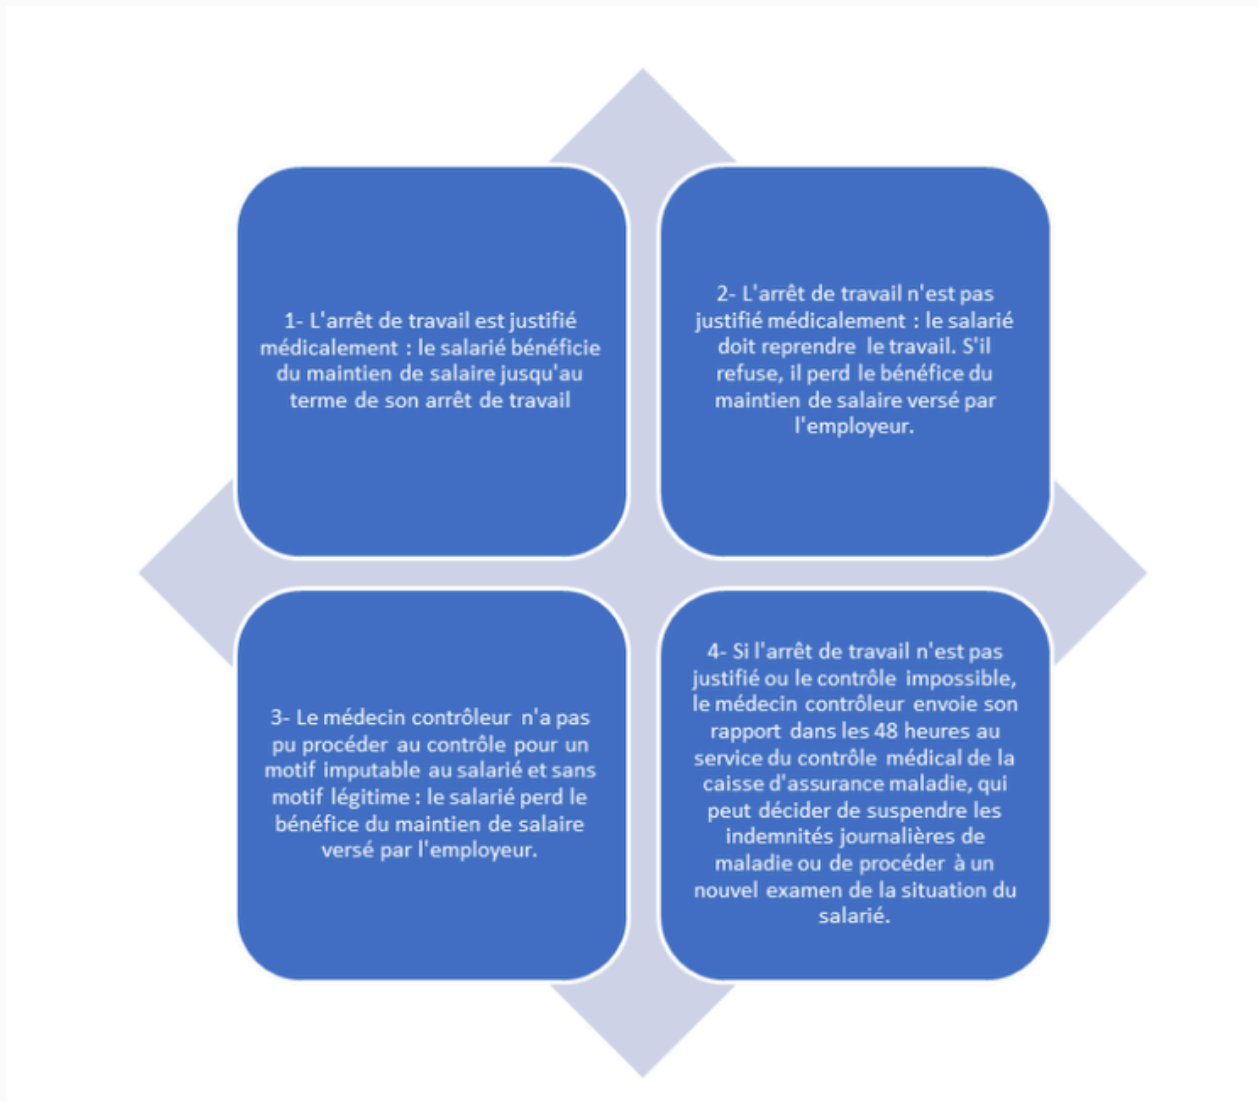 1- L'arrêt de travail est justifié
médicalement : le salarié bénéficie
du maintien de salaire jusqu'au
terme de son arrêt de travail
2- L'arrêt de travail n'est pas
justifié médicalement : le salarié
doit reprendre le travail. S'il
refuse, il perd le bénéfice du
maintien de salaire versé par
l'employeur.
3- Le médecin contrôleur n'a pas
pu procéder au contrôle pour un
motif imputable au salarié et sans
motif légitime : le salarié perd le
bénéfice du maintien de salaire
versé par l'employeur.
4- Si l'arrêt de travail n'est pas
justifié ou le contrôle impossible,
le médecin contrôleur envoie son
rapport dans les 48 heures au
service du contrôle médical de la
caisse d'assurance maladie, qui
peut décider de suspendre les
indemnités journalières de
maladie ou de procéder à un
nouvel examen de la situation du
salarié.